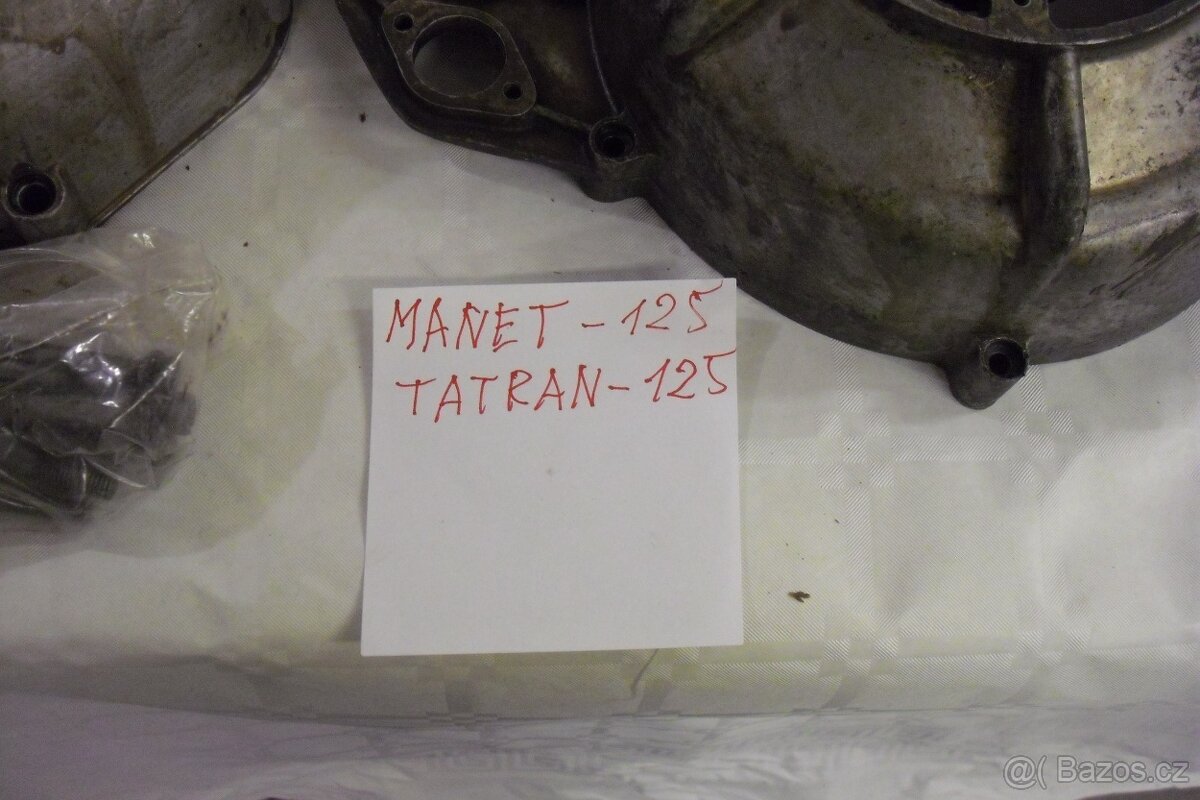 MANET - 125
TATRAN - 125
@( Bazos.cz